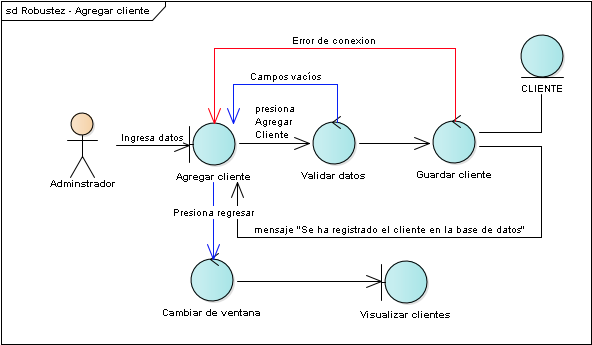 sd Robustez - Agregar cliente
Error de conexion
Campos vacíos
CLIENTE
presiona
Agregar
Cliente
Ingresa datos
Adminstrador
Agregar cliente
Validar datos
Guardar cliente
Presiona regresar
mensaje "Se ha registrado el cliente en la base de datos"
Cambiar de ventana
Visualizar clientes